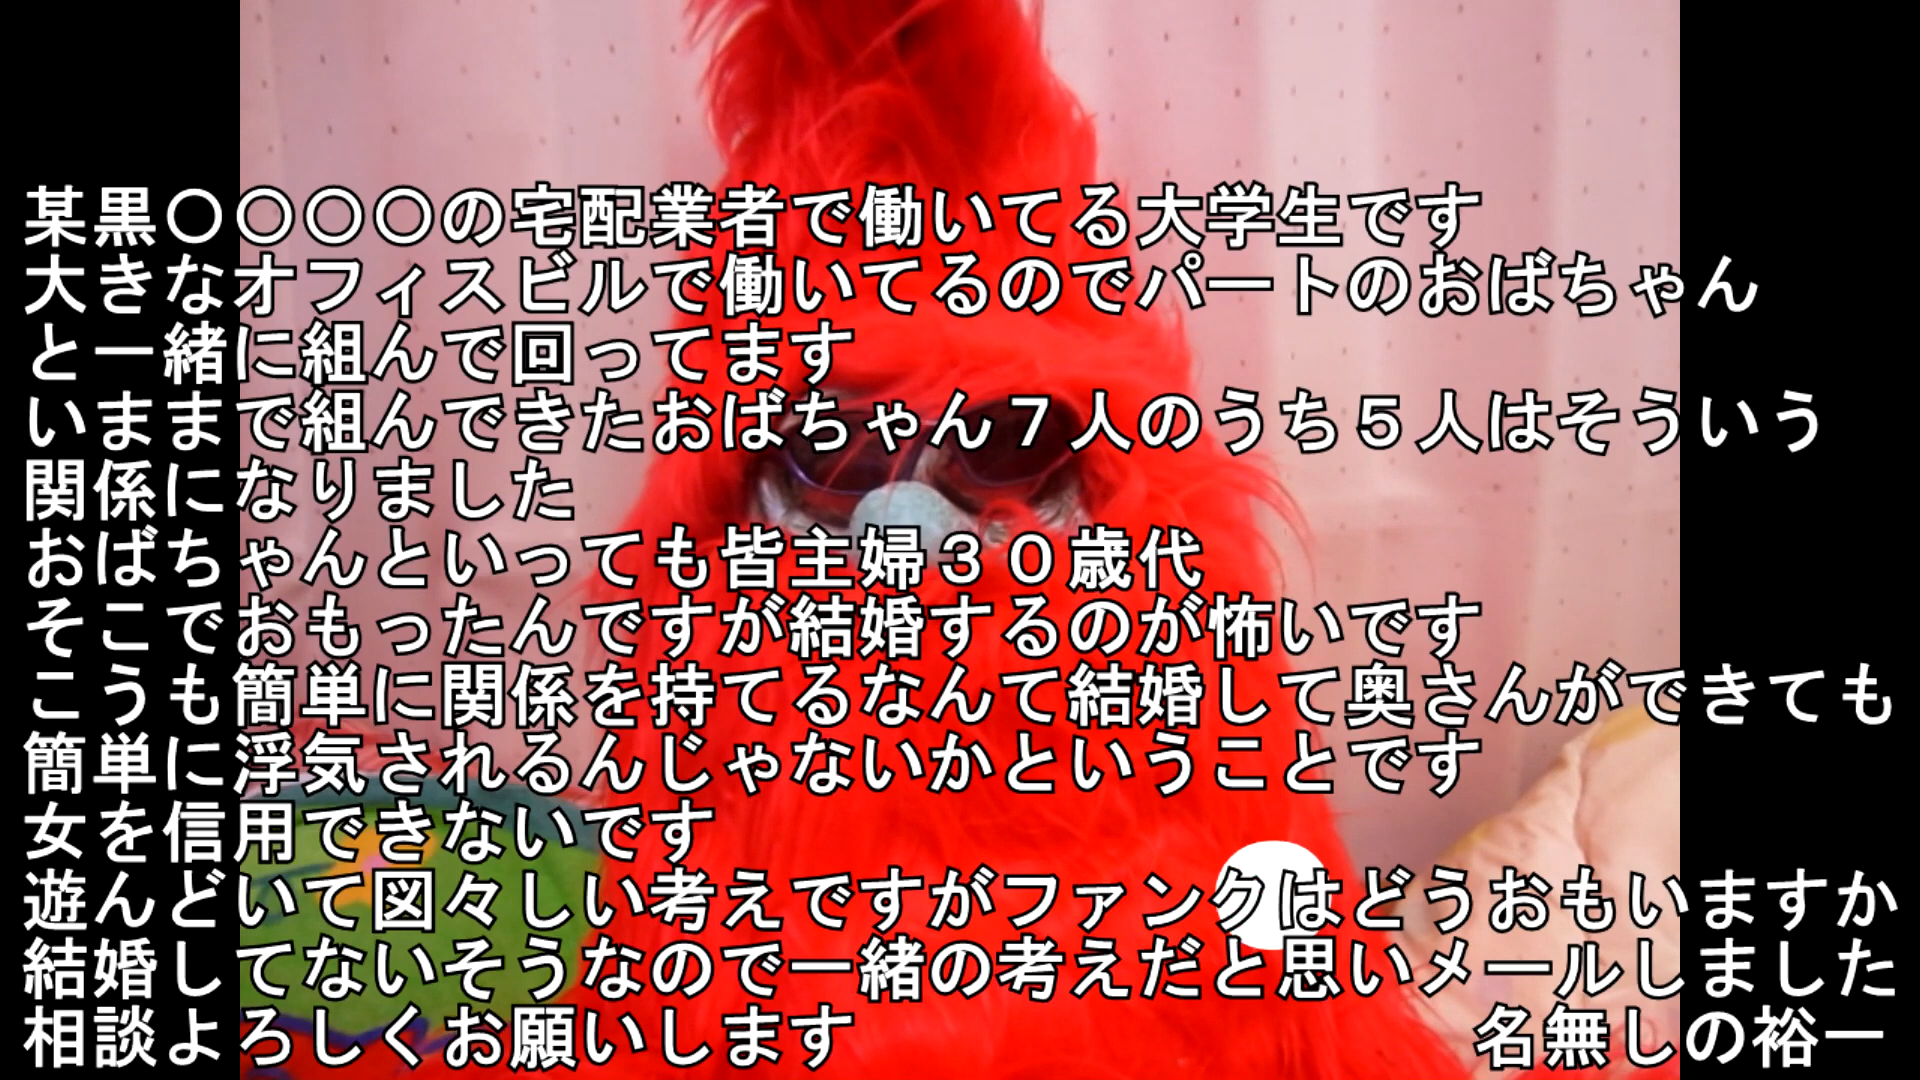 某黒〇〇〇〇の宅配業者で働いてる大学生です
大きなオフィスビルで働いてるのでパートのおばちゃん
と一緒に組んで回ってます
いままで組んできたおばちゃん７人のうち５人はそういう
関係になりました
おばちゃんといっても皆主婦３０歳代
そこでおもったんですが結婚するのが怖いです
こうも簡単に関係を持てるなんて結婚して奥さんができても
簡単に浮気されるんじゃないかということです
女を信用できないです
遊んどいて図々しい考えですがファンクはどうおもいますか
結婚してないそうなので一緒の考えだと思いメールしました
相談よろしくお願いします 名無しの裕一